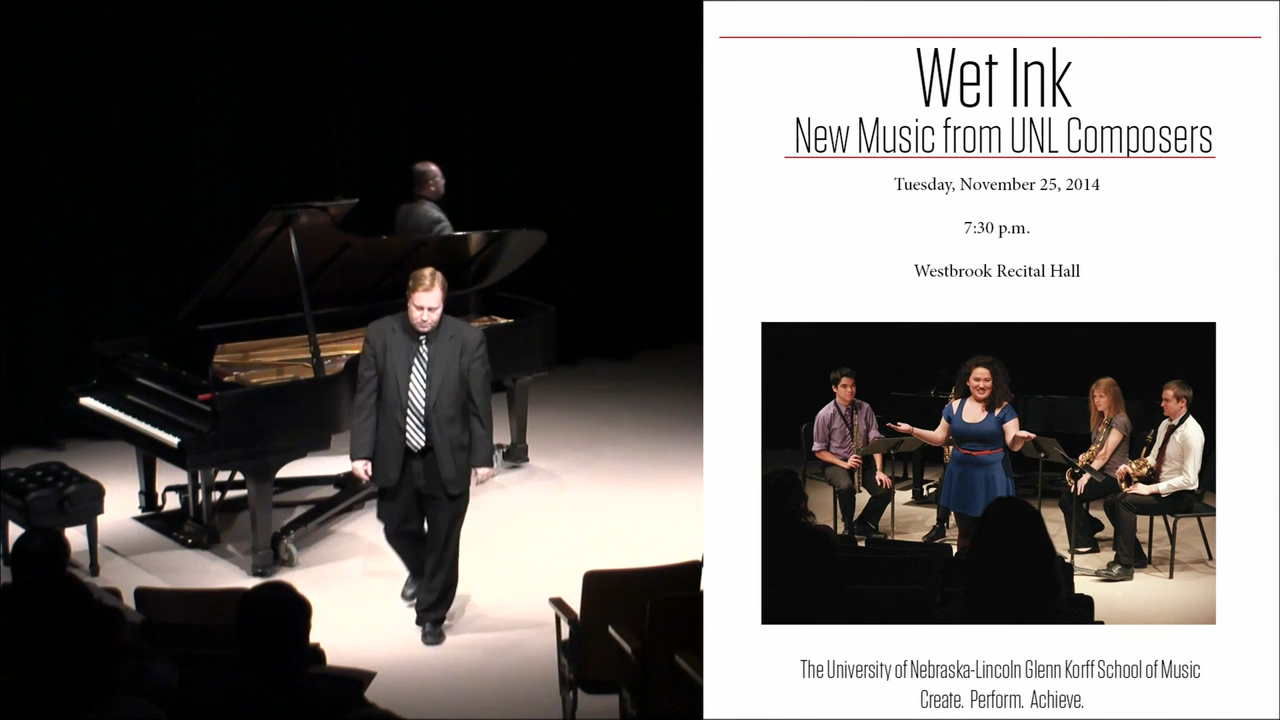 Wet Ink
New Music from UNL Composers
Tuesday, November 25, 2014
7:30 p.m.
Westbrook Recital Hall
The University of Nebraska-Lincoln Glenn Korff School of Music
Create. Perform. Achieve.